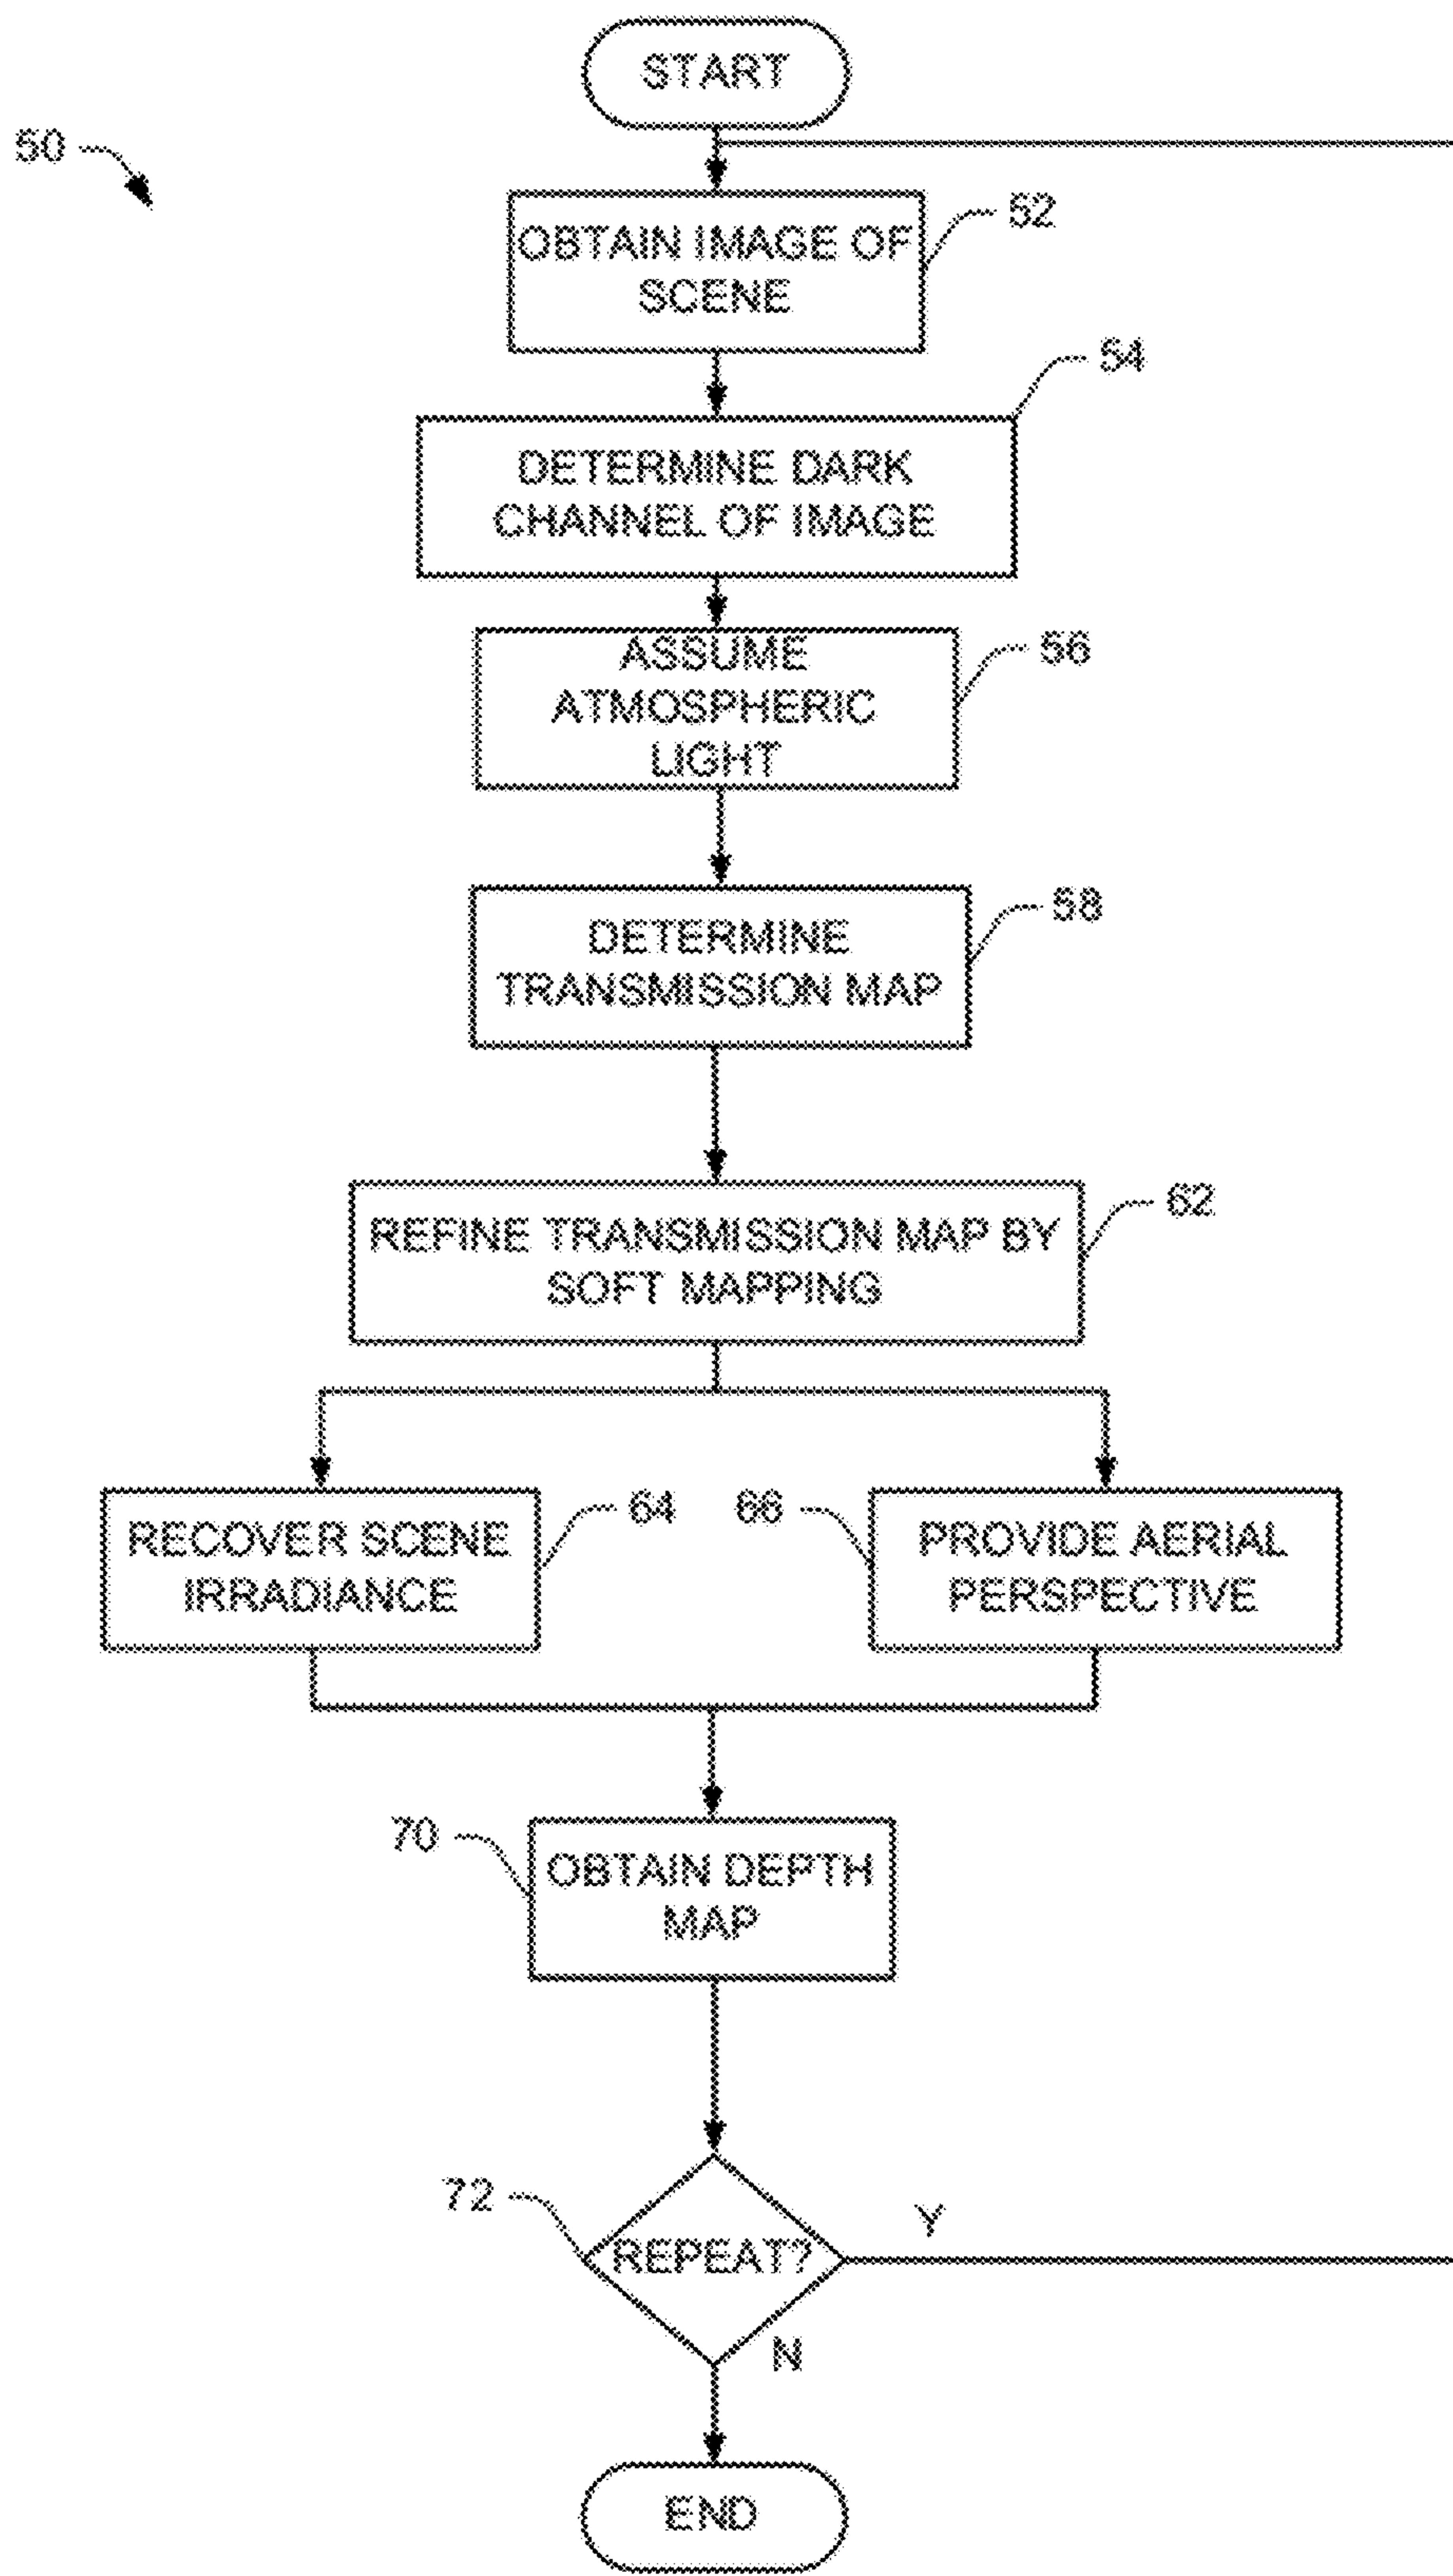 START
50
OBTAIN IMAGE OF
SCENE
52
54
DETERMINE DARK
CHANNEL OF IMAGE
ASSUME
ATMOSPHERIC
LIGHT
56
DETERMINE
TRANSMISSION MAP
58
REFINE TRANSMISSION MAP BY
SOFT MAPPING
62
RECOVER SCENE
IRRADIANCE
64
66
PROVIDE AERIAL
PERSPECTIVE
70
OBTAIN DEPTH
MAP
72
REPEAT?
Y
N
END